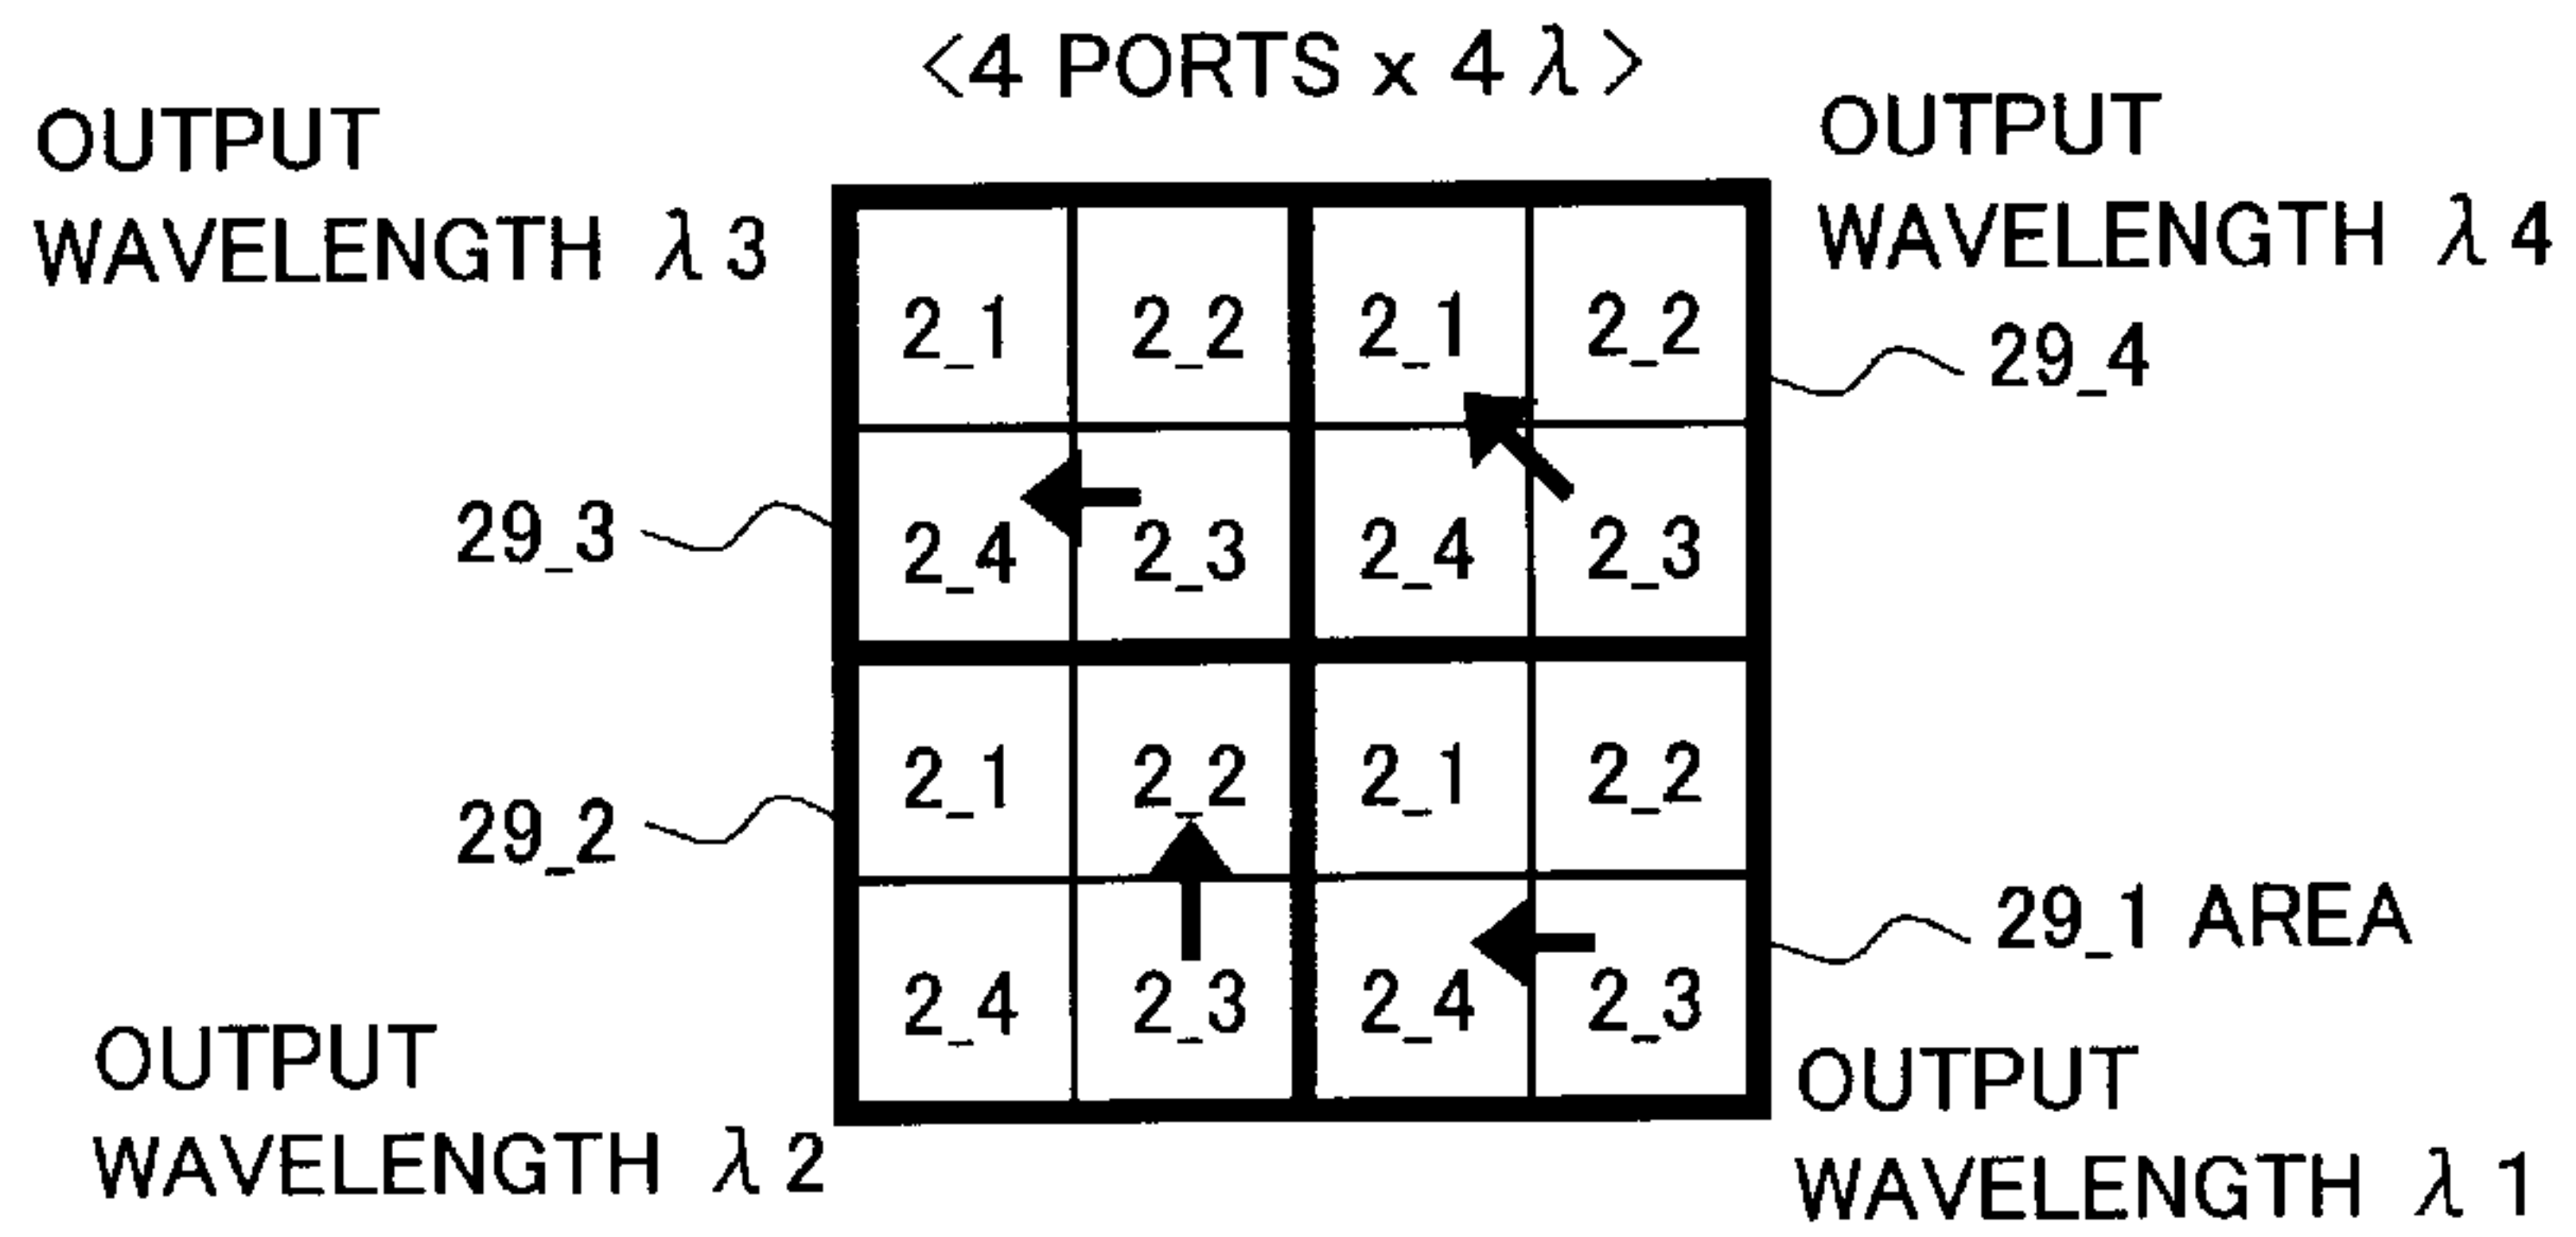 <4 PORTS x 4 λ>
OUTPUT
WAVELENGTH λ3
OUTPUT
WAVELENGTH λ4
2_1 2_2 2_1 2_2
29_4
2_4 2_3 2_4 2_3
29_3
2_1 2_2 2_1 2_2
29_2
29_1 AREA
2_4 2_3 2_4 2_3
OUTPUT
WAVELENGTH λ2
OUTPUT
WAVELENGTH λ1